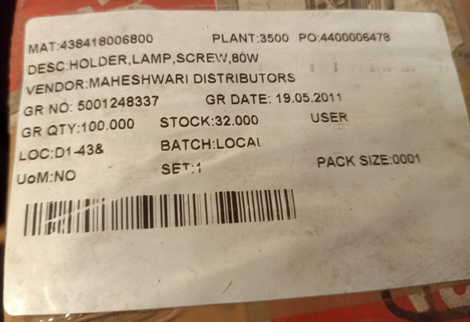 MAT:438418006800 PLANT:3500 PO:4400006478
DESC:HOLDER,LAMP,SCREW,80W
VENDOR:MAHESHWARI DISTRIBUTORS
GR NO: 5001248337 GR DATE: 19.05.2011
GR QTY:100.000 STOCK:32.000 USER
LOC:D1-43& BATCH:LOCAL
UoM:NO SET:1 PACK SIZE:0001